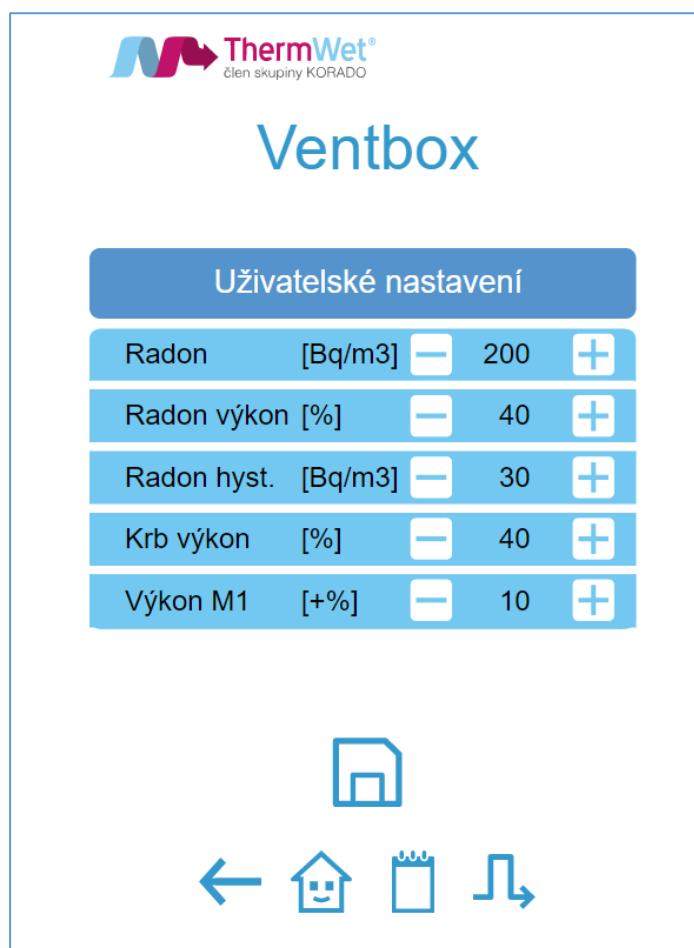 ThermWet®
člen skupiny KORADO
Ventbox
Uživatelské nastavení
Radon [Bq/m3] − 200 +
Radon výkon [%] − 40 +
Radon hyst. [Bq/m3] − 30 +
Krb výkon [%] − 40 +
Výkon M1 [+%] − 10 +